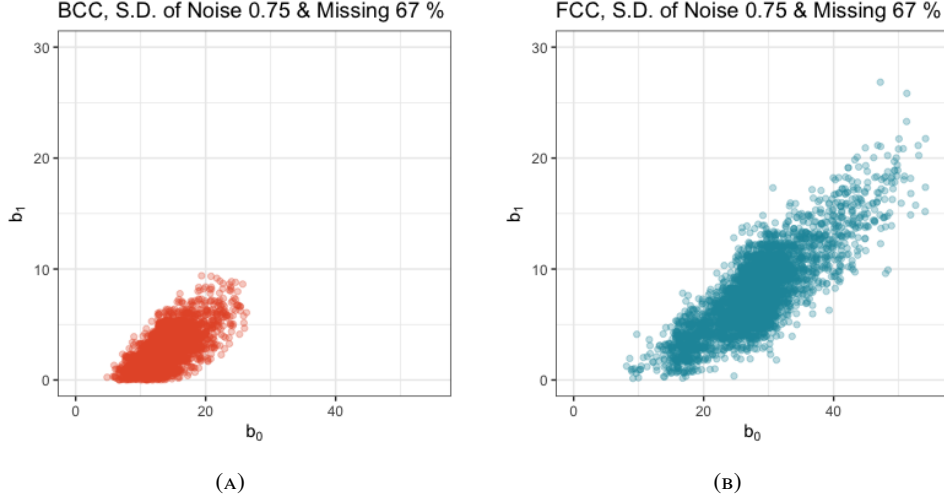 BCC, S.D. of Noise 0.75 & Missing 67 %
30
20
10
0
b₁
0
20
40
b₀
(A)
FCC, S.D. of Noise 0.75 & Missing 67 %
30
20
10
0
b₁
0
20
40
b₀
(B)